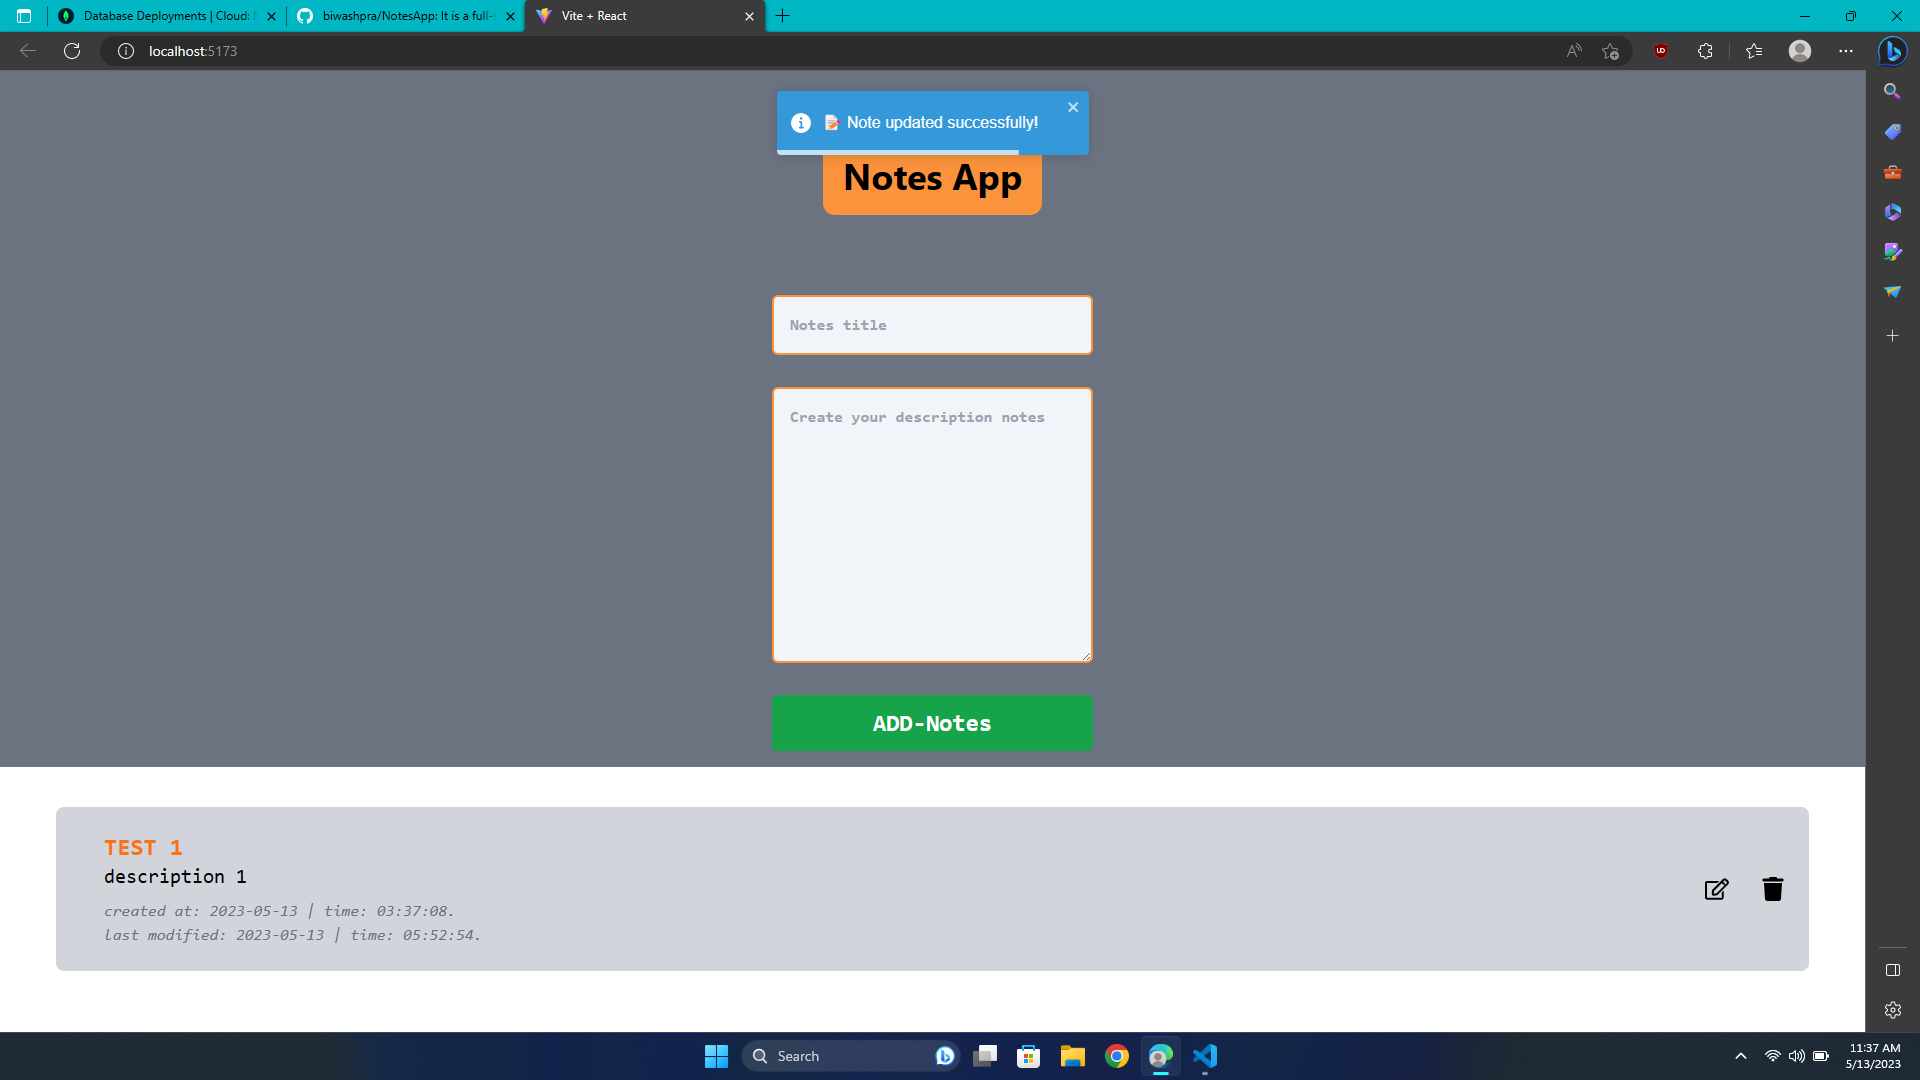 Database Deployments | Cloud:
biwashpra/NotesApp: It is a full-
Vite + React
localhost:5173
Note updated successfully!
Notes App
Notes title
Create your description notes
ADD-Notes
TEST 1
description 1
created at: 2023-05-13 | time: 03:37:08.
last modified: 2023-05-13 | time: 05:52:54.
Search
11:37 AM
5/13/2023